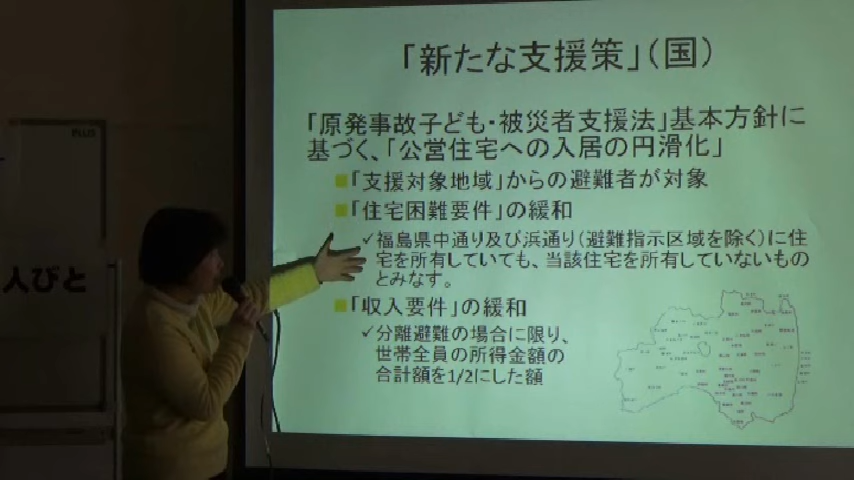 「新たな支援策」(国)
「原発事故子ども・被災者支援法」基本方針に
基づく、「公営住宅への入居の円滑化」
「支援対象地域」からの避難者が対象
「住宅困難要件」の緩和
✓福島県中通り及び浜通り(避難指示区域を除く)に住
宅を所有していても、当該住宅を所有していないもの
とみなす。
「収入要件」の緩和
✓分離避難の場合に限り、
世帯全員の所得金額の
合計額を1/2にした額
PLUS
人びと